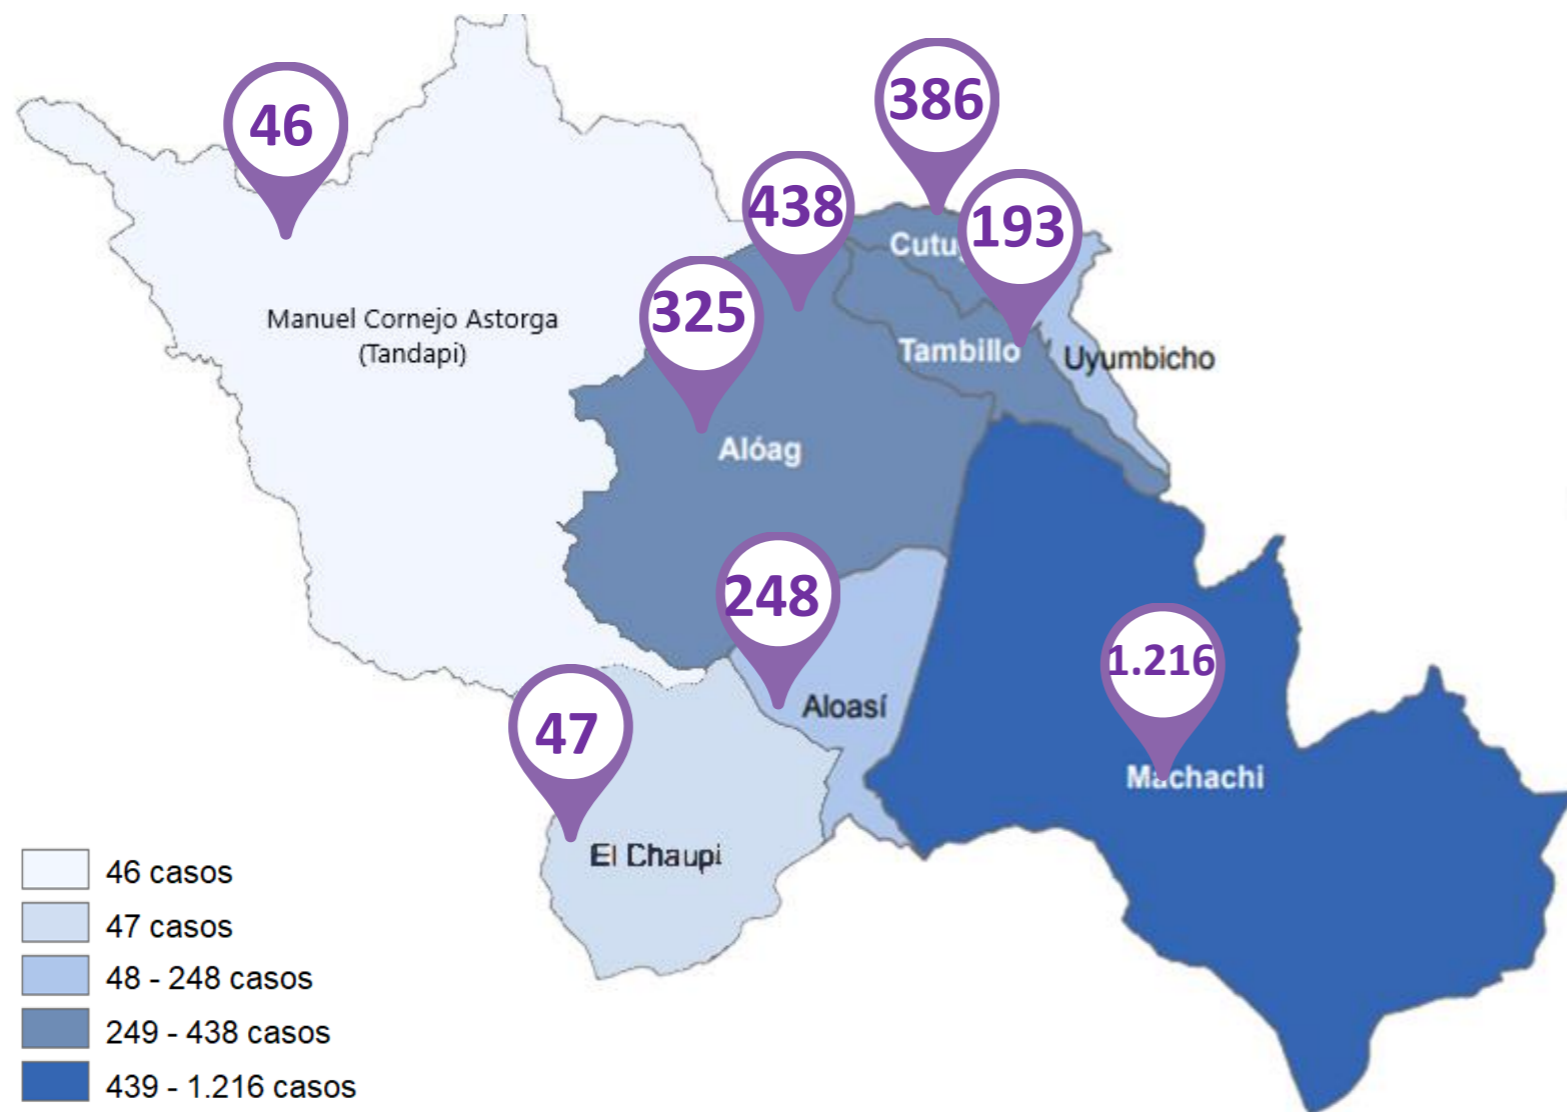 46
386
438
193
325
Manuel Cornejo Astorga
(Tandapi)
Tambillo
Uyumbicho
Alóag
248
1.216
47
Aloasí
Machachi
El Chaupi
46 casos
47 casos
48 - 248 casos
249 - 438 casos
439 - 1.216 casos